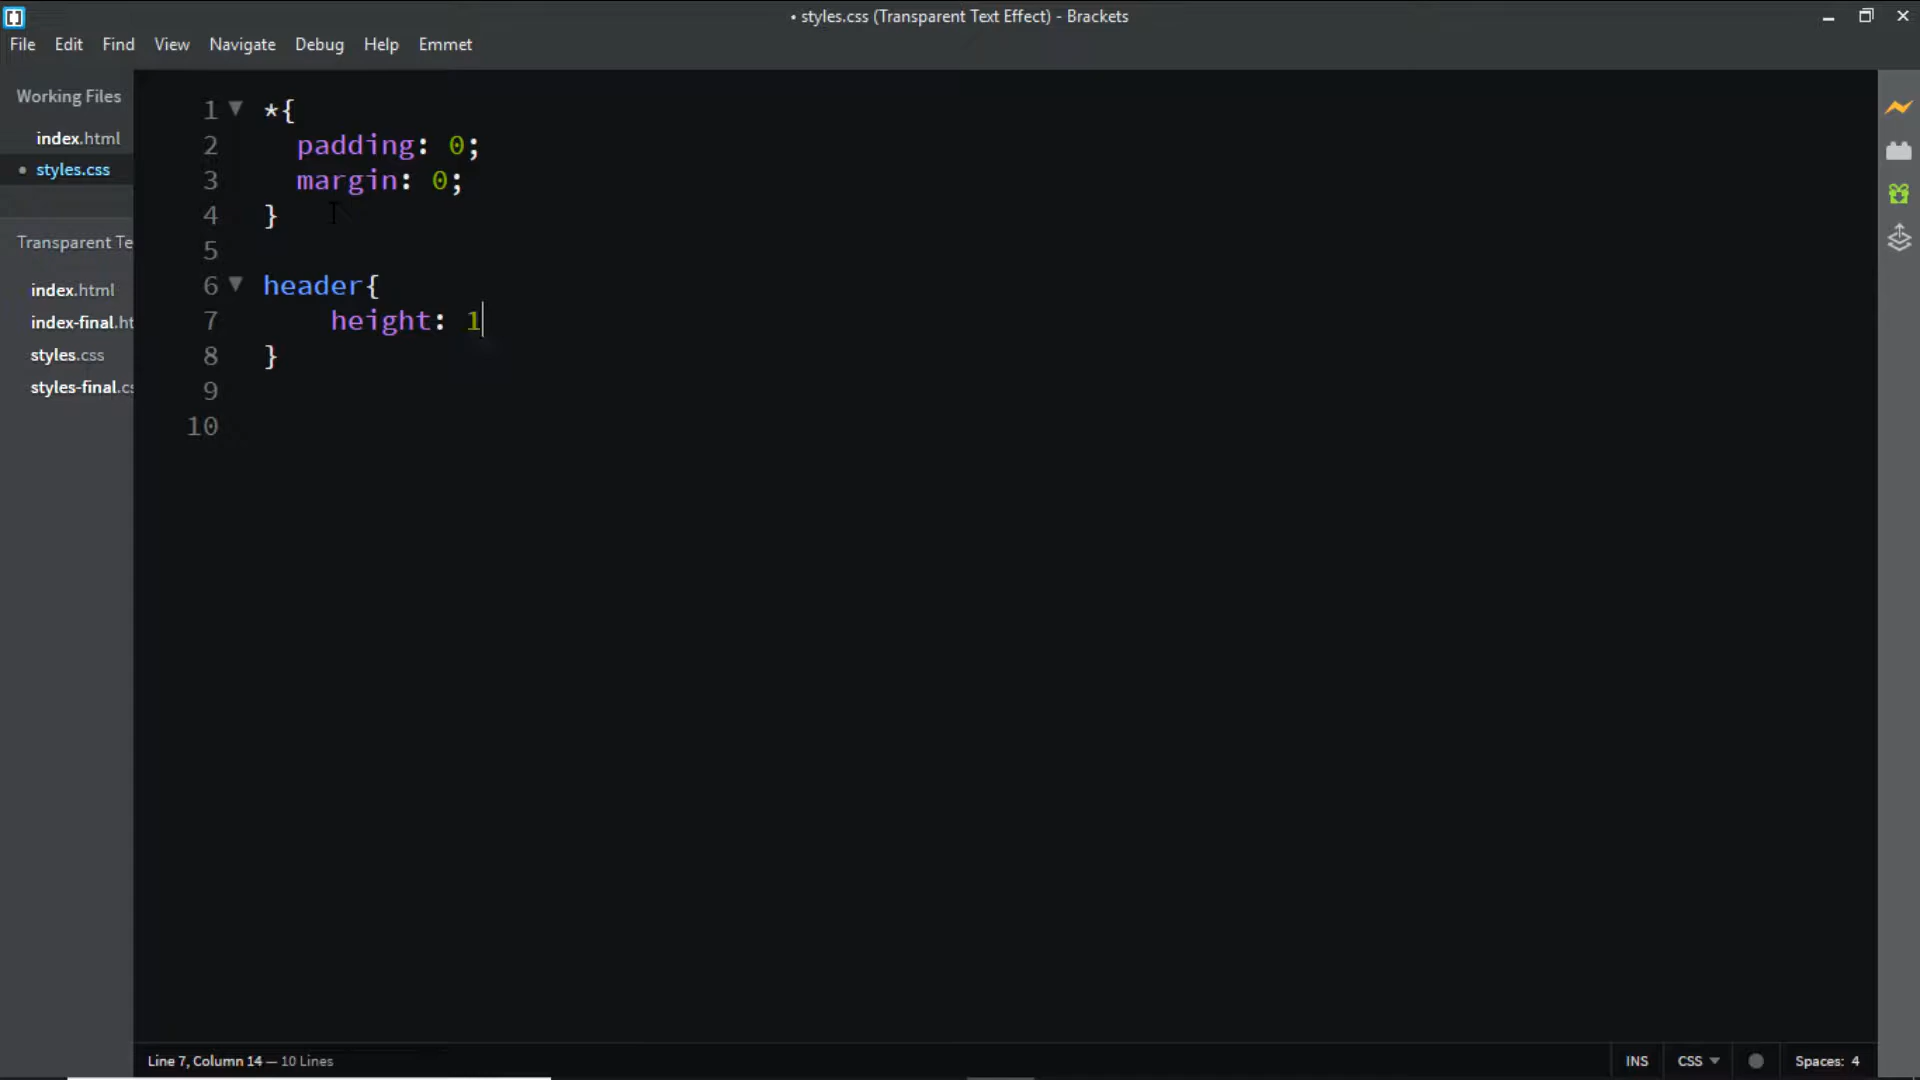 • styles.css (Transparent Text Effect) - Brackets
File Edit Find View Navigate Debug Help Emmet
Working Files
index.html
• styles.css
Transparent Te
index.html
index-final.ht
styles.css
styles-final.cs
1 ▼ *{
2 padding: 0;
3 margin: 0;
4 }
5
6 ▼ header{
7 height: 1
8 }
9
10
Line 7, Column 14 — 10 Lines
INS CSS Spaces: 4